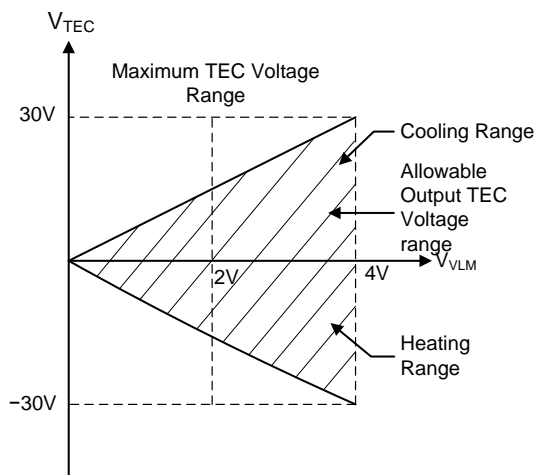 V_TEC
Maximum TEC Voltage
Range
30V
Cooling Range
Allowable
Output TEC
Voltage
range
V_VLM
2V
4V
Heating
Range
−30V